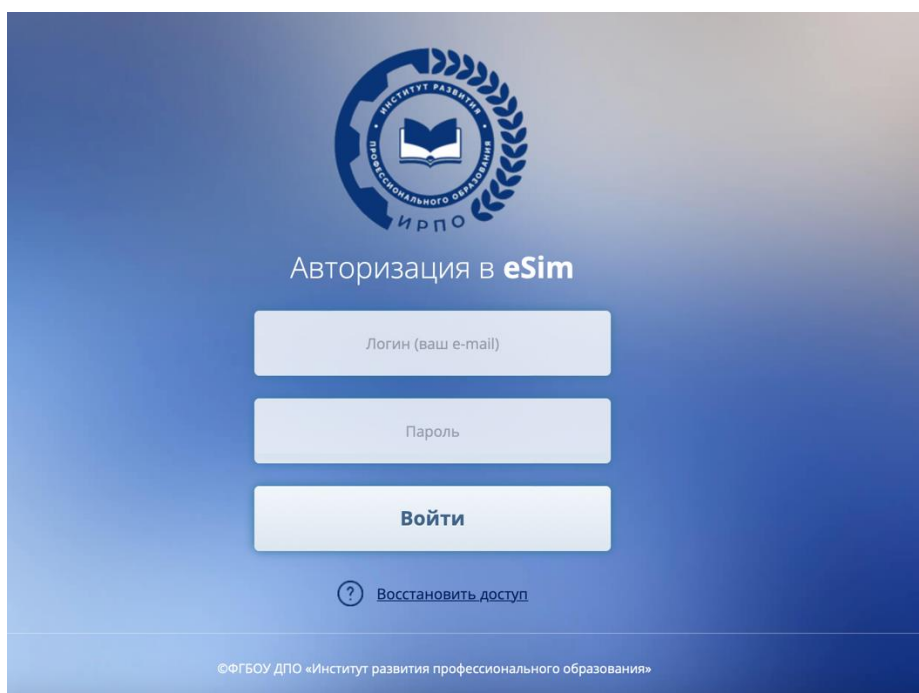 ИНСТИТУТ РАЗВИТИЯ
ПРОФЕССИОНАЛЬНОГО ОБРАЗОВАНИЯ
ИРПО
Авторизация в eSim
Логин (ваш e-mail)
Пароль
Войти
? Восстановить доступ
©ФГБОУ ДПО «Институт развития профессионального образования»